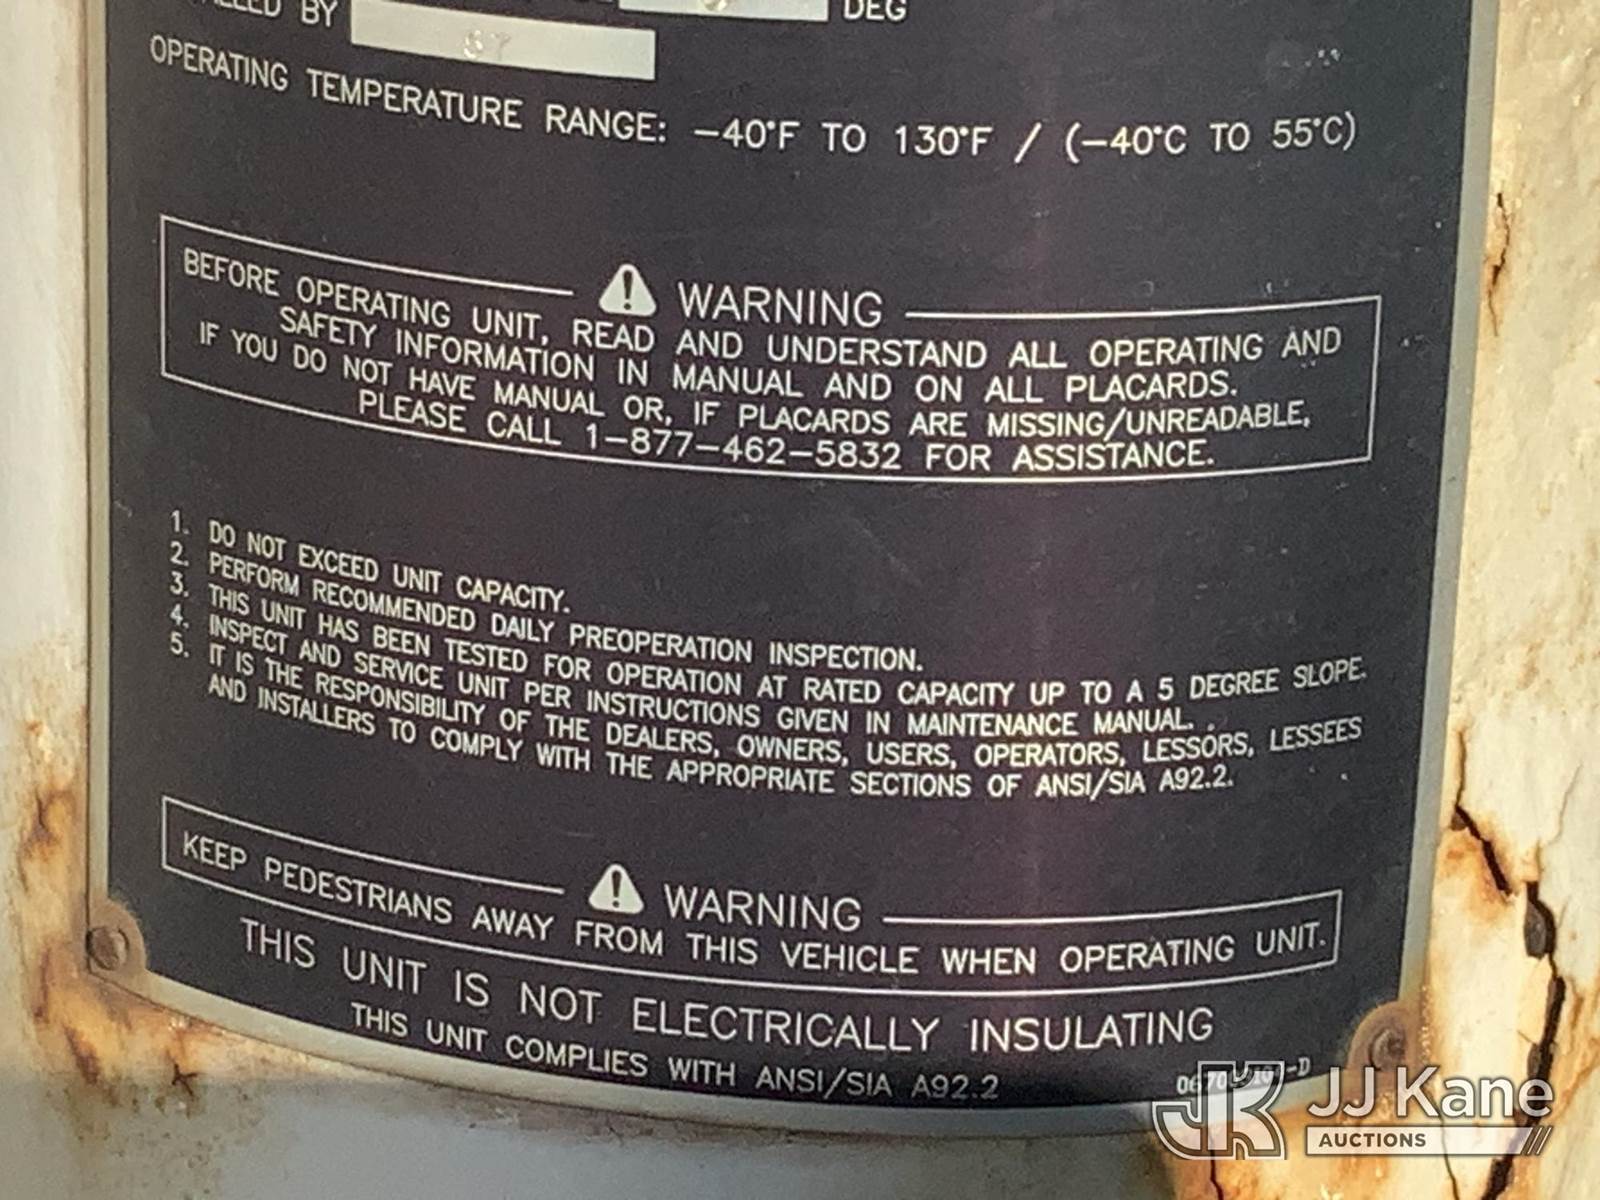 BY DEG
ST
OPERATING TEMPERATURE RANGE: -40°F TO 130°F / (-40°C TO 55°C)
WARNING
BEFORE OPERATING UNIT, READ AND UNDERSTAND ALL OPERATING AND
SAFETY INFORMATION IN MANUAL AND ON ALL PLACARDS.
IF YOU DO NOT HAVE MANUAL OR, IF PLACARDS ARE MISSING/UNREADABLE,
PLEASE CALL 1-877-462-5832 FOR ASSISTANCE.
1. DO NOT EXCEED UNIT CAPACITY.
2. PERFORM RECOMMENDED DAILY PREOPERATION INSPECTION.
3. THIS UNIT HAS BEEN TESTED FOR OPERATION AT RATED CAPACITY UP TO A 5 DEGREE SLOPE.
4. INSPECT AND SERVICE UNIT PER INSTRUCTIONS GIVEN IN MAINTENANCE MANUAL.
5. IT IS THE RESPONSIBILITY OF THE DEALERS, OWNERS, USERS, OPERATORS, LESSORS, LESSEES
AND INSTALLERS TO COMPLY WITH THE APPROPRIATE SECTIONS OF ANSI/SIA A92.2.
WARNING
KEEP PEDESTRIANS AWAY FROM THIS VEHICLE WHEN OPERATING UNIT.
THIS UNIT IS NOT ELECTRICALLY INSULATING
THIS UNIT COMPLIES WITH ANSI/SIA A92.2
JK JJ Kane
AUCTIONS